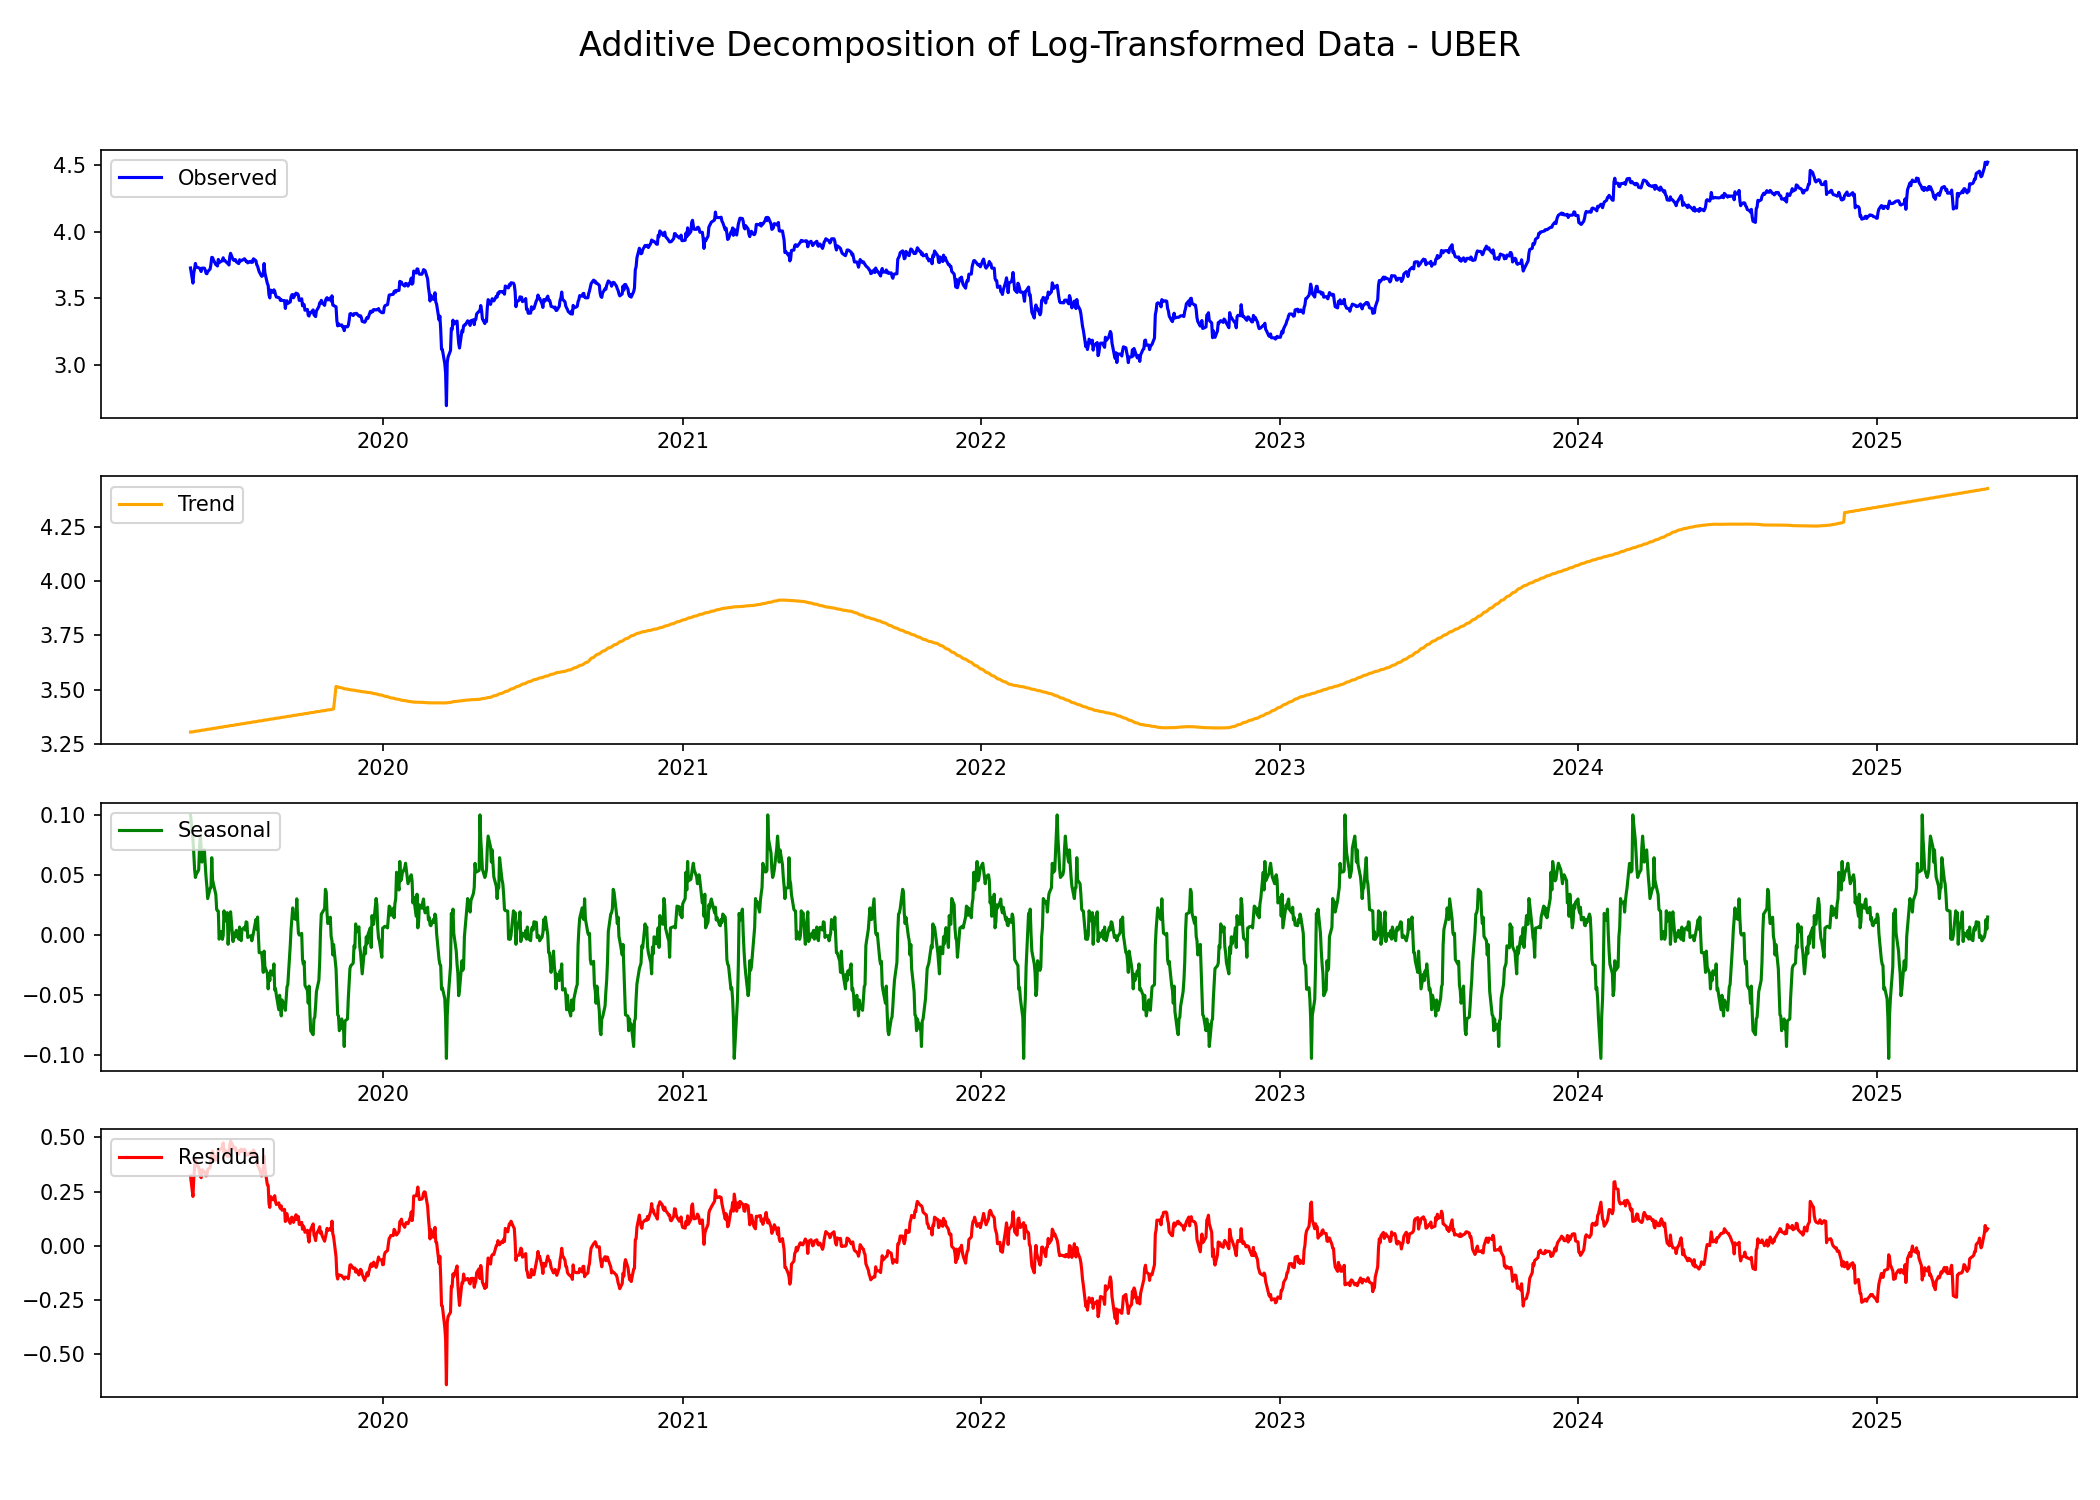 Additive Decomposition of Log-Transformed Data - UBER
Observed
4.5
4.0
3.5
3.0
2020 2021 2022 2023 2024 2025
Trend
4.25
4.00
3.75
3.50
3.25
2020 2021 2022 2023 2024 2025
Seasonal
0.10
0.05
0.00
−0.05
−0.10
2020 2021 2022 2023 2024 2025
Residual
0.50
0.25
0.00
−0.25
−0.50
2020 2021 2022 2023 2024 2025